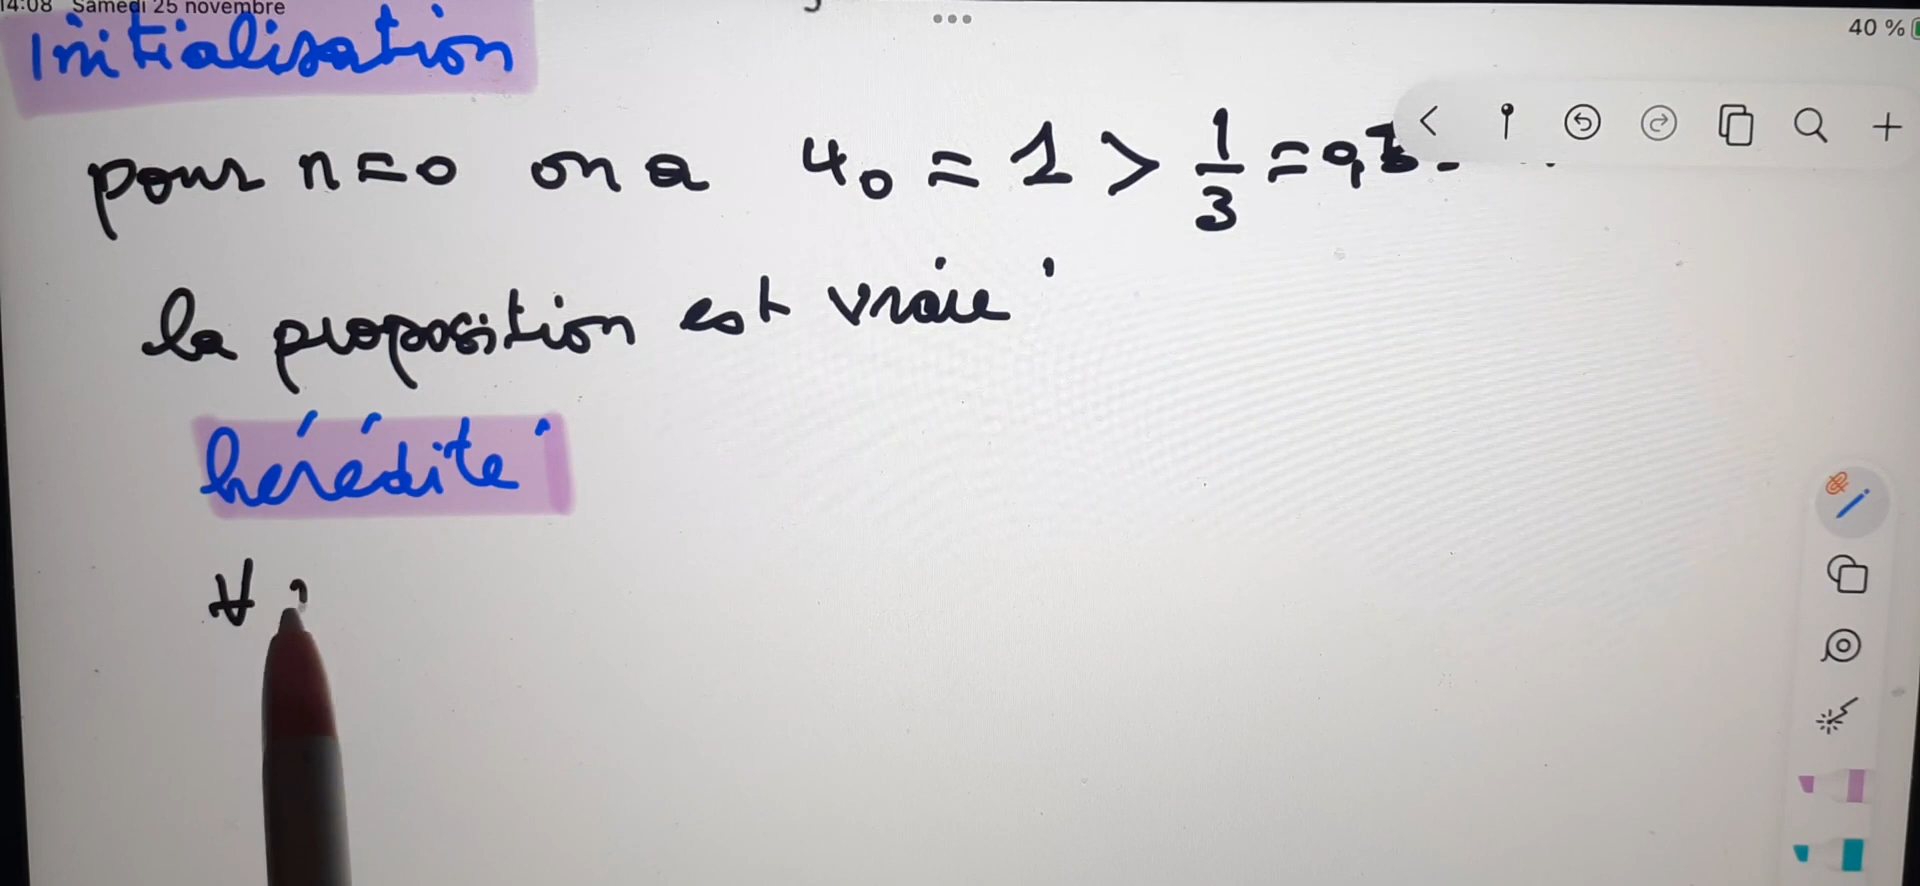 14:08 Samedi 25 novembre
40 %
Initialisation
pour n=0 on a u₀ = 1 > 1/3 =
la proposition est vraie
hérédité
∀